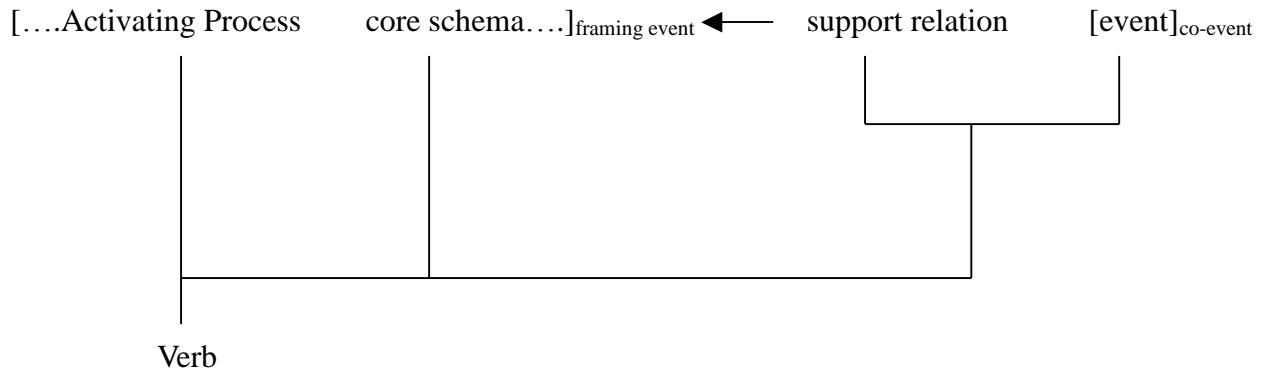 [….Activating Process core schema….]framing event support relation [event]co-event
Verb